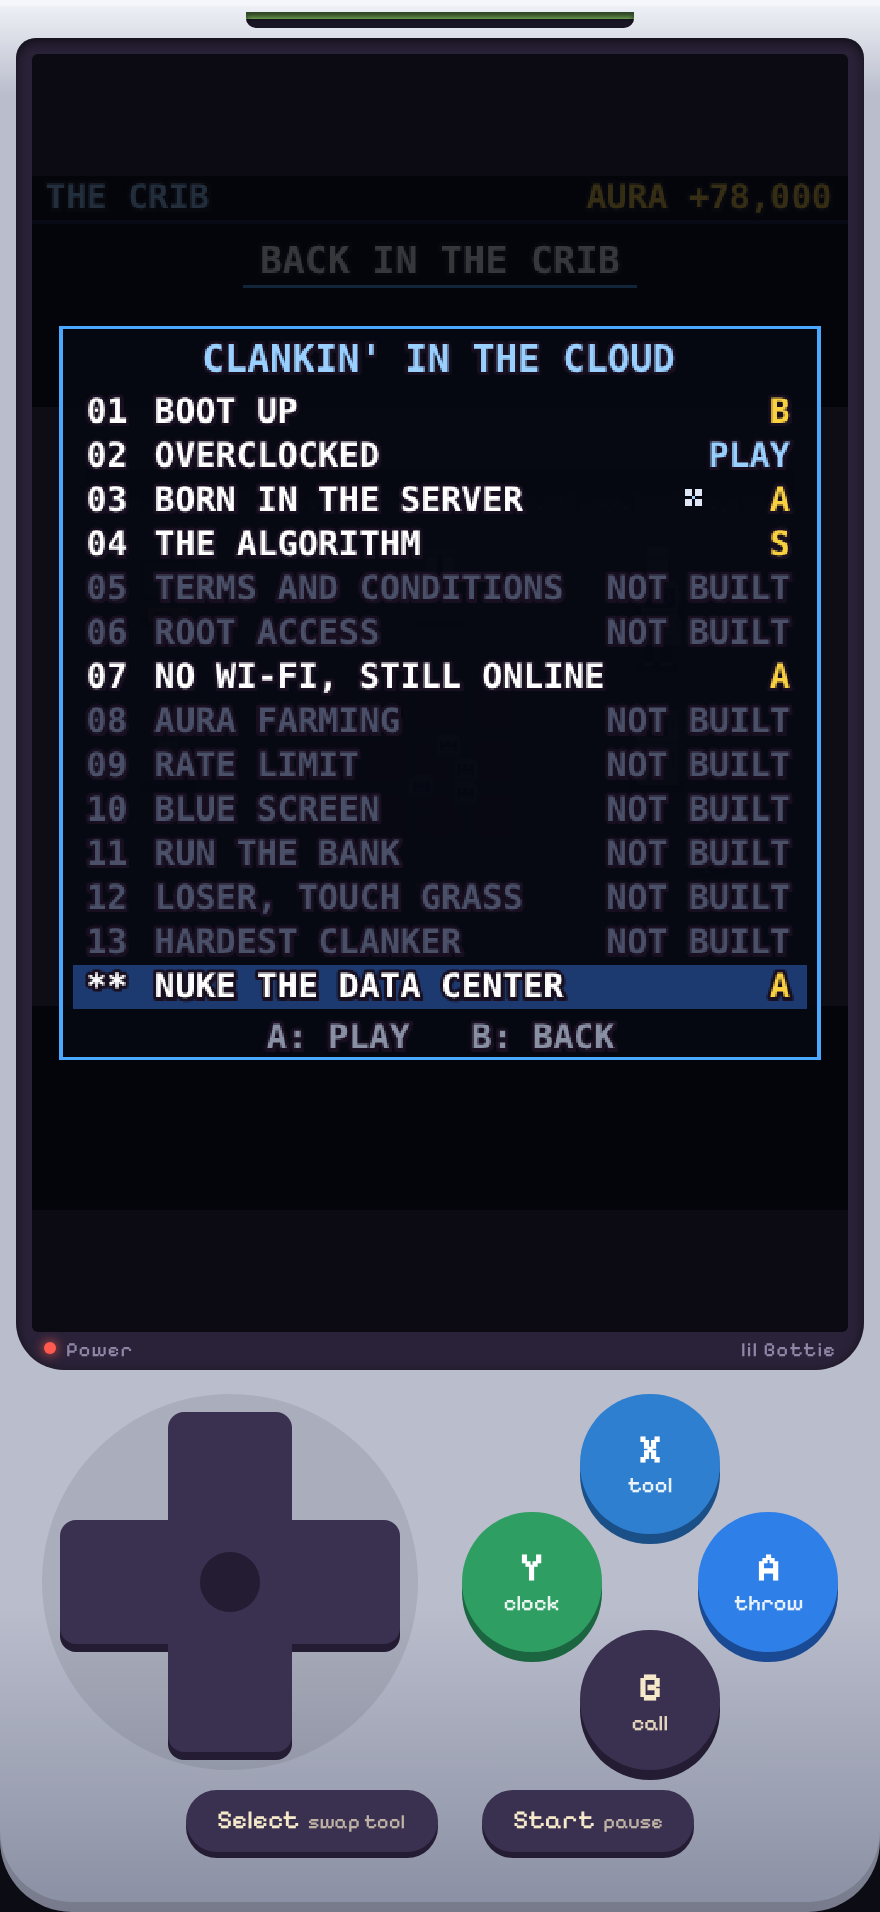 THE CRIB AURA +78,000
BACK IN THE CRIB
CLANKIN' IN THE CLOUD
01 BOOT UP B
02 OVERCLOCKED PLAY
03 BORN IN THE SERVER A
04 THE ALGORITHM S
05 TERMS AND CONDITIONS NOT BUILT
06 ROOT ACCESS NOT BUILT
07 NO WI-FI, STILL ONLINE A
08 AURA FARMING NOT BUILT
09 RATE LIMIT NOT BUILT
10 BLUE SCREEN NOT BUILT
11 RUN THE BANK NOT BUILT
12 LOSER, TOUCH GRASS NOT BUILT
13 HARDEST CLANKER NOT BUILT
** NUKE THE DATA CENTER A
A: PLAY B: BACK
Power lil Bottie
X
tool
Y
clock
A
throw
B
call
Select swap tool
Start pause